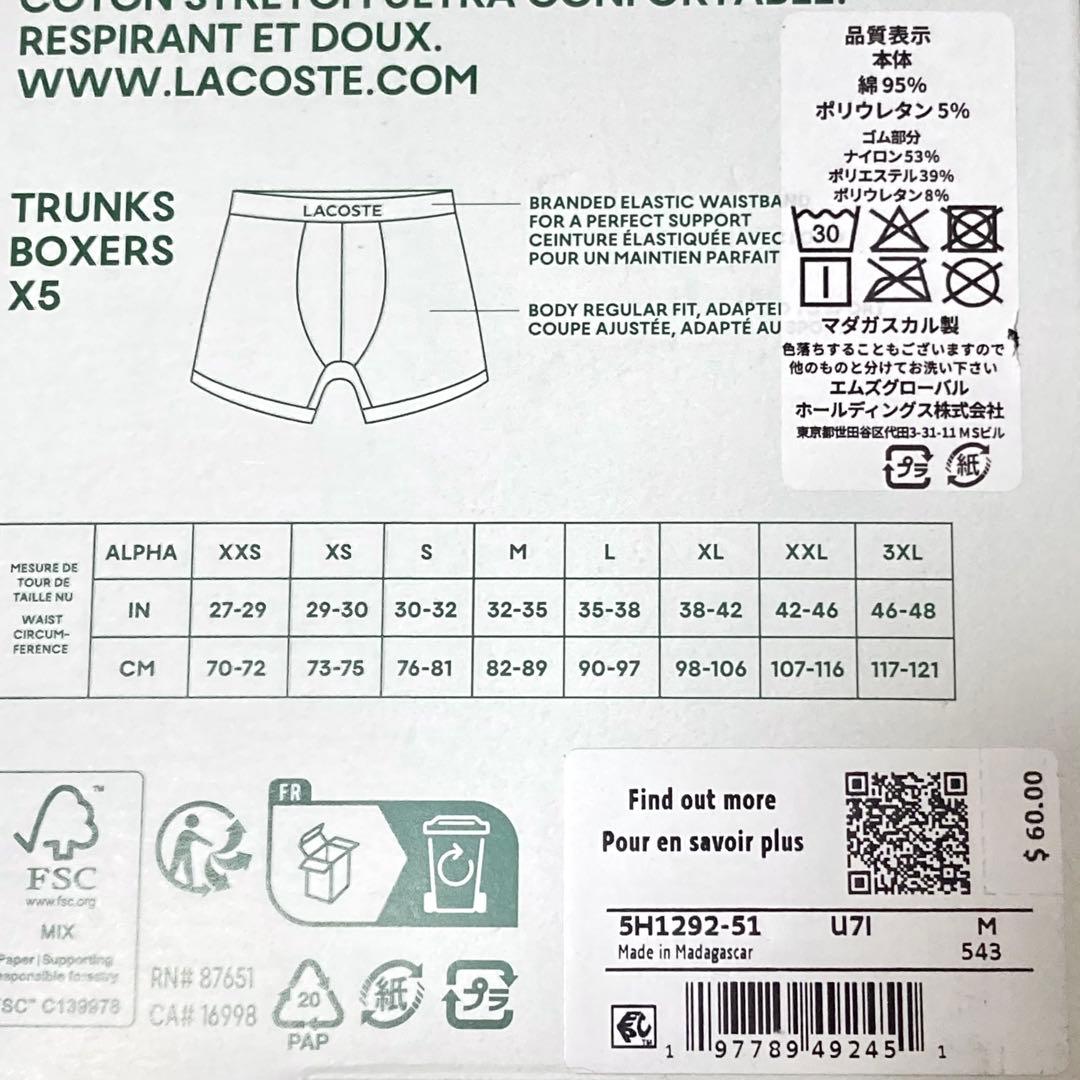 RESPIRANT ET DOUX.
WWW.LACOSTE.COM
TRUNKS
BOXERS
X5
LACOSTE
BRANDED ELASTIC WAISTBAND
FOR A PERFECT SUPPORT
CEINTURE ÉLASTIQUÉE AVEC
POUR UN MAINTIEN PARFAIT
BODY REGULAR FIT, ADAPTED
COUPE AJUSTÉE, ADAPTÉ AU
品質表示
本体
綿 95%
ポリウレタン 5%
ゴム部分
ナイロン 53%
ポリエステル 39%
ポリウレタン 8%
30
マダガスカル製
色落ちすることもございますので
他のものと分けてお洗い下さい
エムズグローバル
ホールディングス株式会社
東京都世田谷区代田3-31-11 MSビル
プラ 紙
MESURE DE
TOUR DE
TAILLE NU
WAIST
CIRCUM-
FERENCE
ALPHA XXS XS S M L XL XXL 3XL
IN 27-29 29-30 30-32 32-35 35-38 38-42 42-46 46-48
CM 70-72 73-75 76-81 82-89 90-97 98-106 107-116 117-121
FSC
www.fsc.org
MIX
Paper | Supporting
responsible forestry
FSC™ C139978
FR
RN# 87651
CA# 16998
20
PAP
紙
プラ
Find out more
Pour en savoir plus
$ 60.00
5H1292-51 U7I M
Made in Madagascar 543
1 97789 49245 1